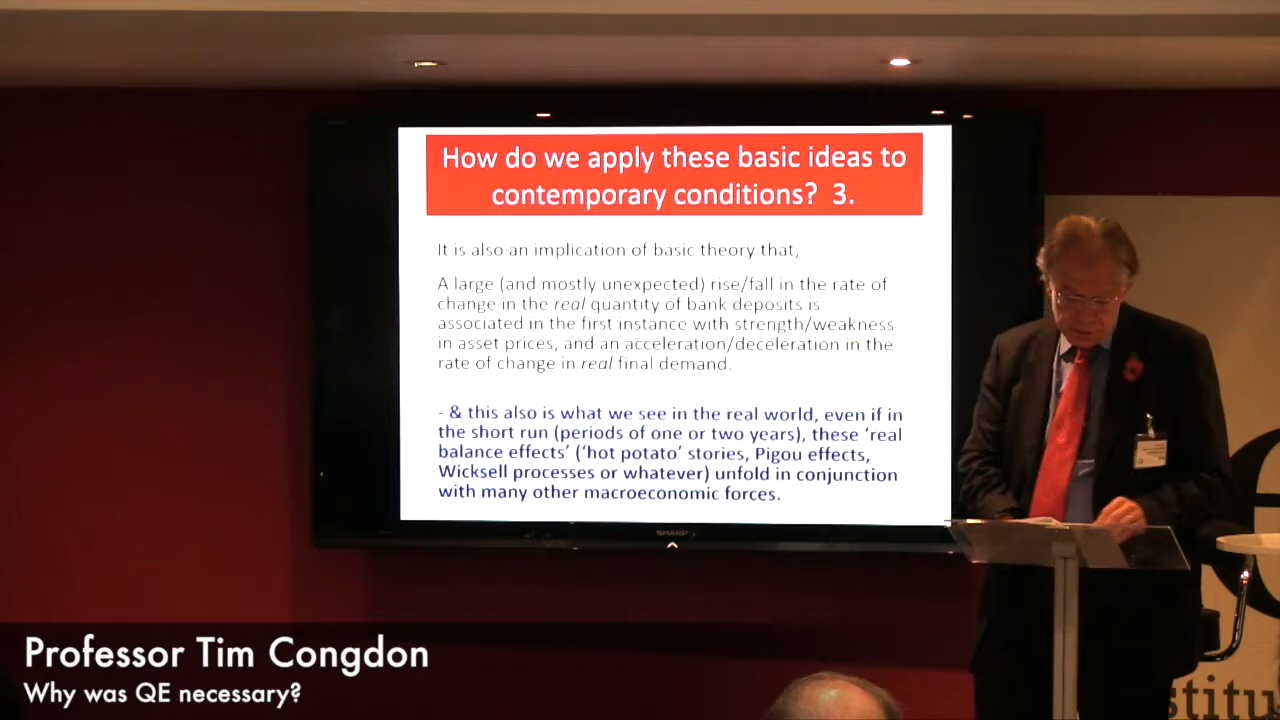 How do we apply these basic ideas to
contemporary conditions? 3.
It is also an implication of basic theory that,
A large (and mostly unexpected) rise/fall in the rate of
change in the real quantity of bank deposits is
associated in the first instance with strength/weakness
in asset prices, and an acceleration/deceleration in the
rate of change in real final demand.
- & this also is what we see in the real world, even if in
the short run (periods of one or two years), these ‘real
balance effects’ (‘hot potato’ stories, Pigou effects,
Wicksell processes or whatever) unfold in conjunction
with many other macroeconomic forces.
SHARP
stitu
Professor Tim Congdon
Why was QE necessary?